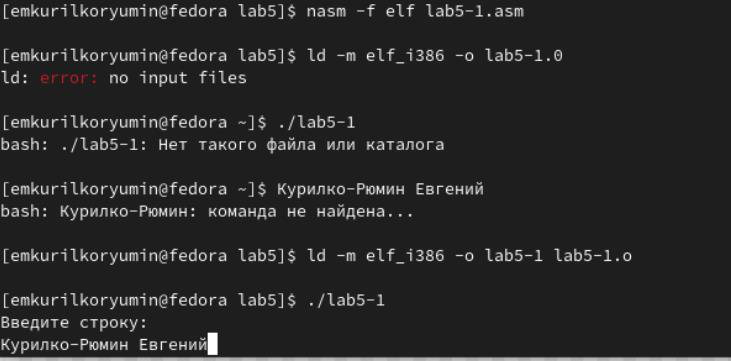 [emkurilkoryumin@fedora lab5]$ nasm -f elf lab5-1.asm
[emkurilkoryumin@fedora lab5]$ ld -m elf_i386 -o lab5-1.0
ld: error: no input files
[emkurilkoryumin@fedora ~]$ ./lab5-1
bash: ./lab5-1: Нет такого файла или каталога
[emkurilkoryumin@fedora ~]$ Курилко-Рюмин Евгений
bash: Курилко-Рюмин: команда не найдена...
[emkurilkoryumin@fedora lab5]$ ld -m elf_i386 -o lab5-1 lab5-1.o
[emkurilkoryumin@fedora lab5]$ ./lab5-1
Введите строку:
Курилко-Рюмин Евгений